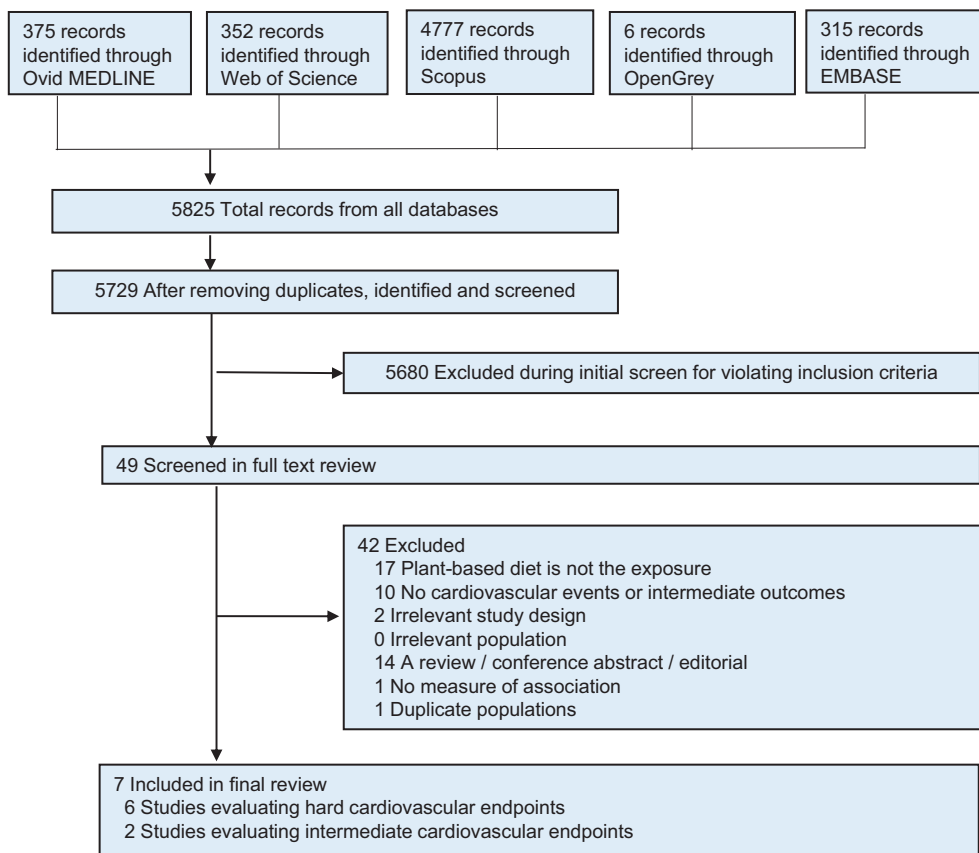 375 records
identified through
Ovid MEDLINE
352 records
identified through
Web of Science
4777 records
identified through
Scopus
6 records
identified through
OpenGrey
315 records
identified through
EMBASE
5825 Total records from all databases
5729 After removing duplicates, identified and screened
5680 Excluded during initial screen for violating inclusion criteria
49 Screened in full text review
42 Excluded
17 Plant-based diet is not the exposure
10 No cardiovascular events or intermediate outcomes
2 Irrelevant study design
0 Irrelevant population
14 A review / conference abstract / editorial
1 No measure of association
1 Duplicate populations
7 Included in final review
6 Studies evaluating hard cardiovascular endpoints
2 Studies evaluating intermediate cardiovascular endpoints